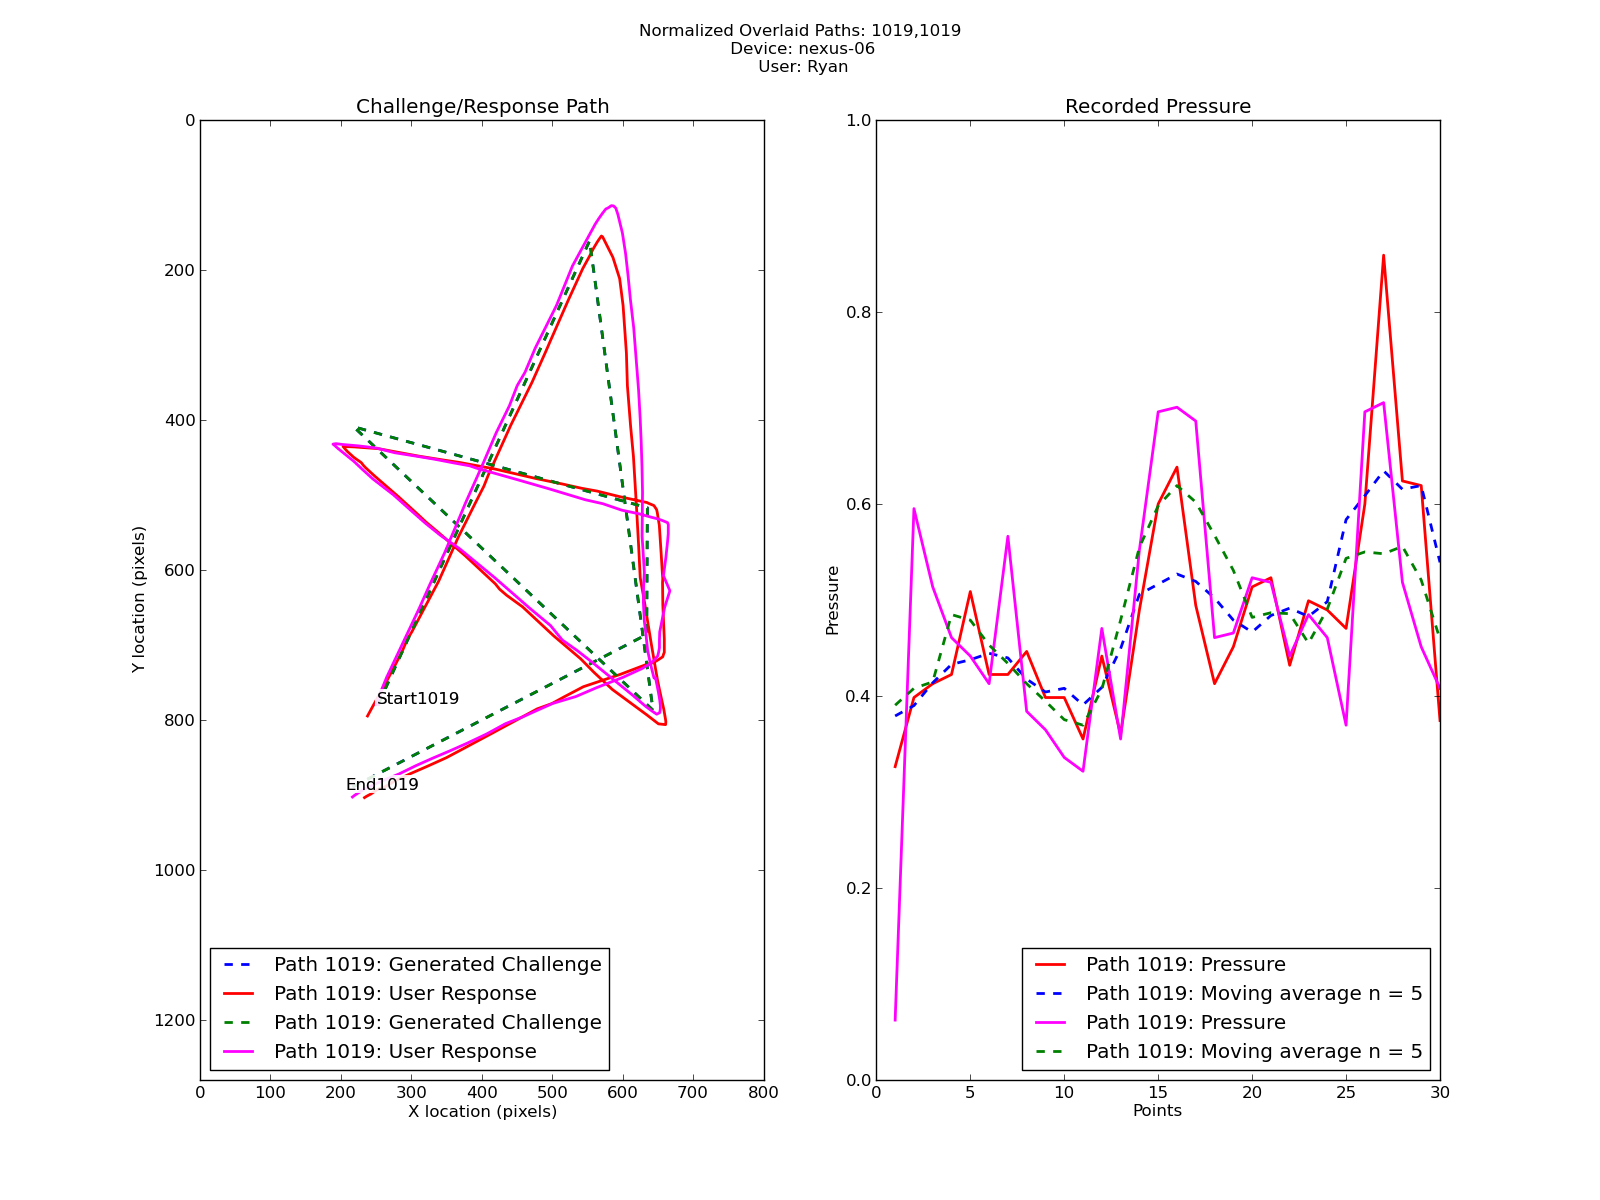 Normalized Overlaid Paths: 1019,1019
Device: nexus-06
User: Ryan
Challenge/Response Path
0
200
400
600
800
1000
1200
Y location (pixels)
Start1019
End1019
Path 1019: Generated Challenge
Path 1019: User Response
Path 1019: Generated Challenge
Path 1019: User Response
0 100 200 300 400 500 600 700 800
X location (pixels)
Recorded Pressure
1.0
0.8
0.6
0.4
0.2
0.0
Pressure
Path 1019: Pressure
Path 1019: Moving average n = 5
Path 1019: Pressure
Path 1019: Moving average n = 5
0 5 10 15 20 25 30
Points